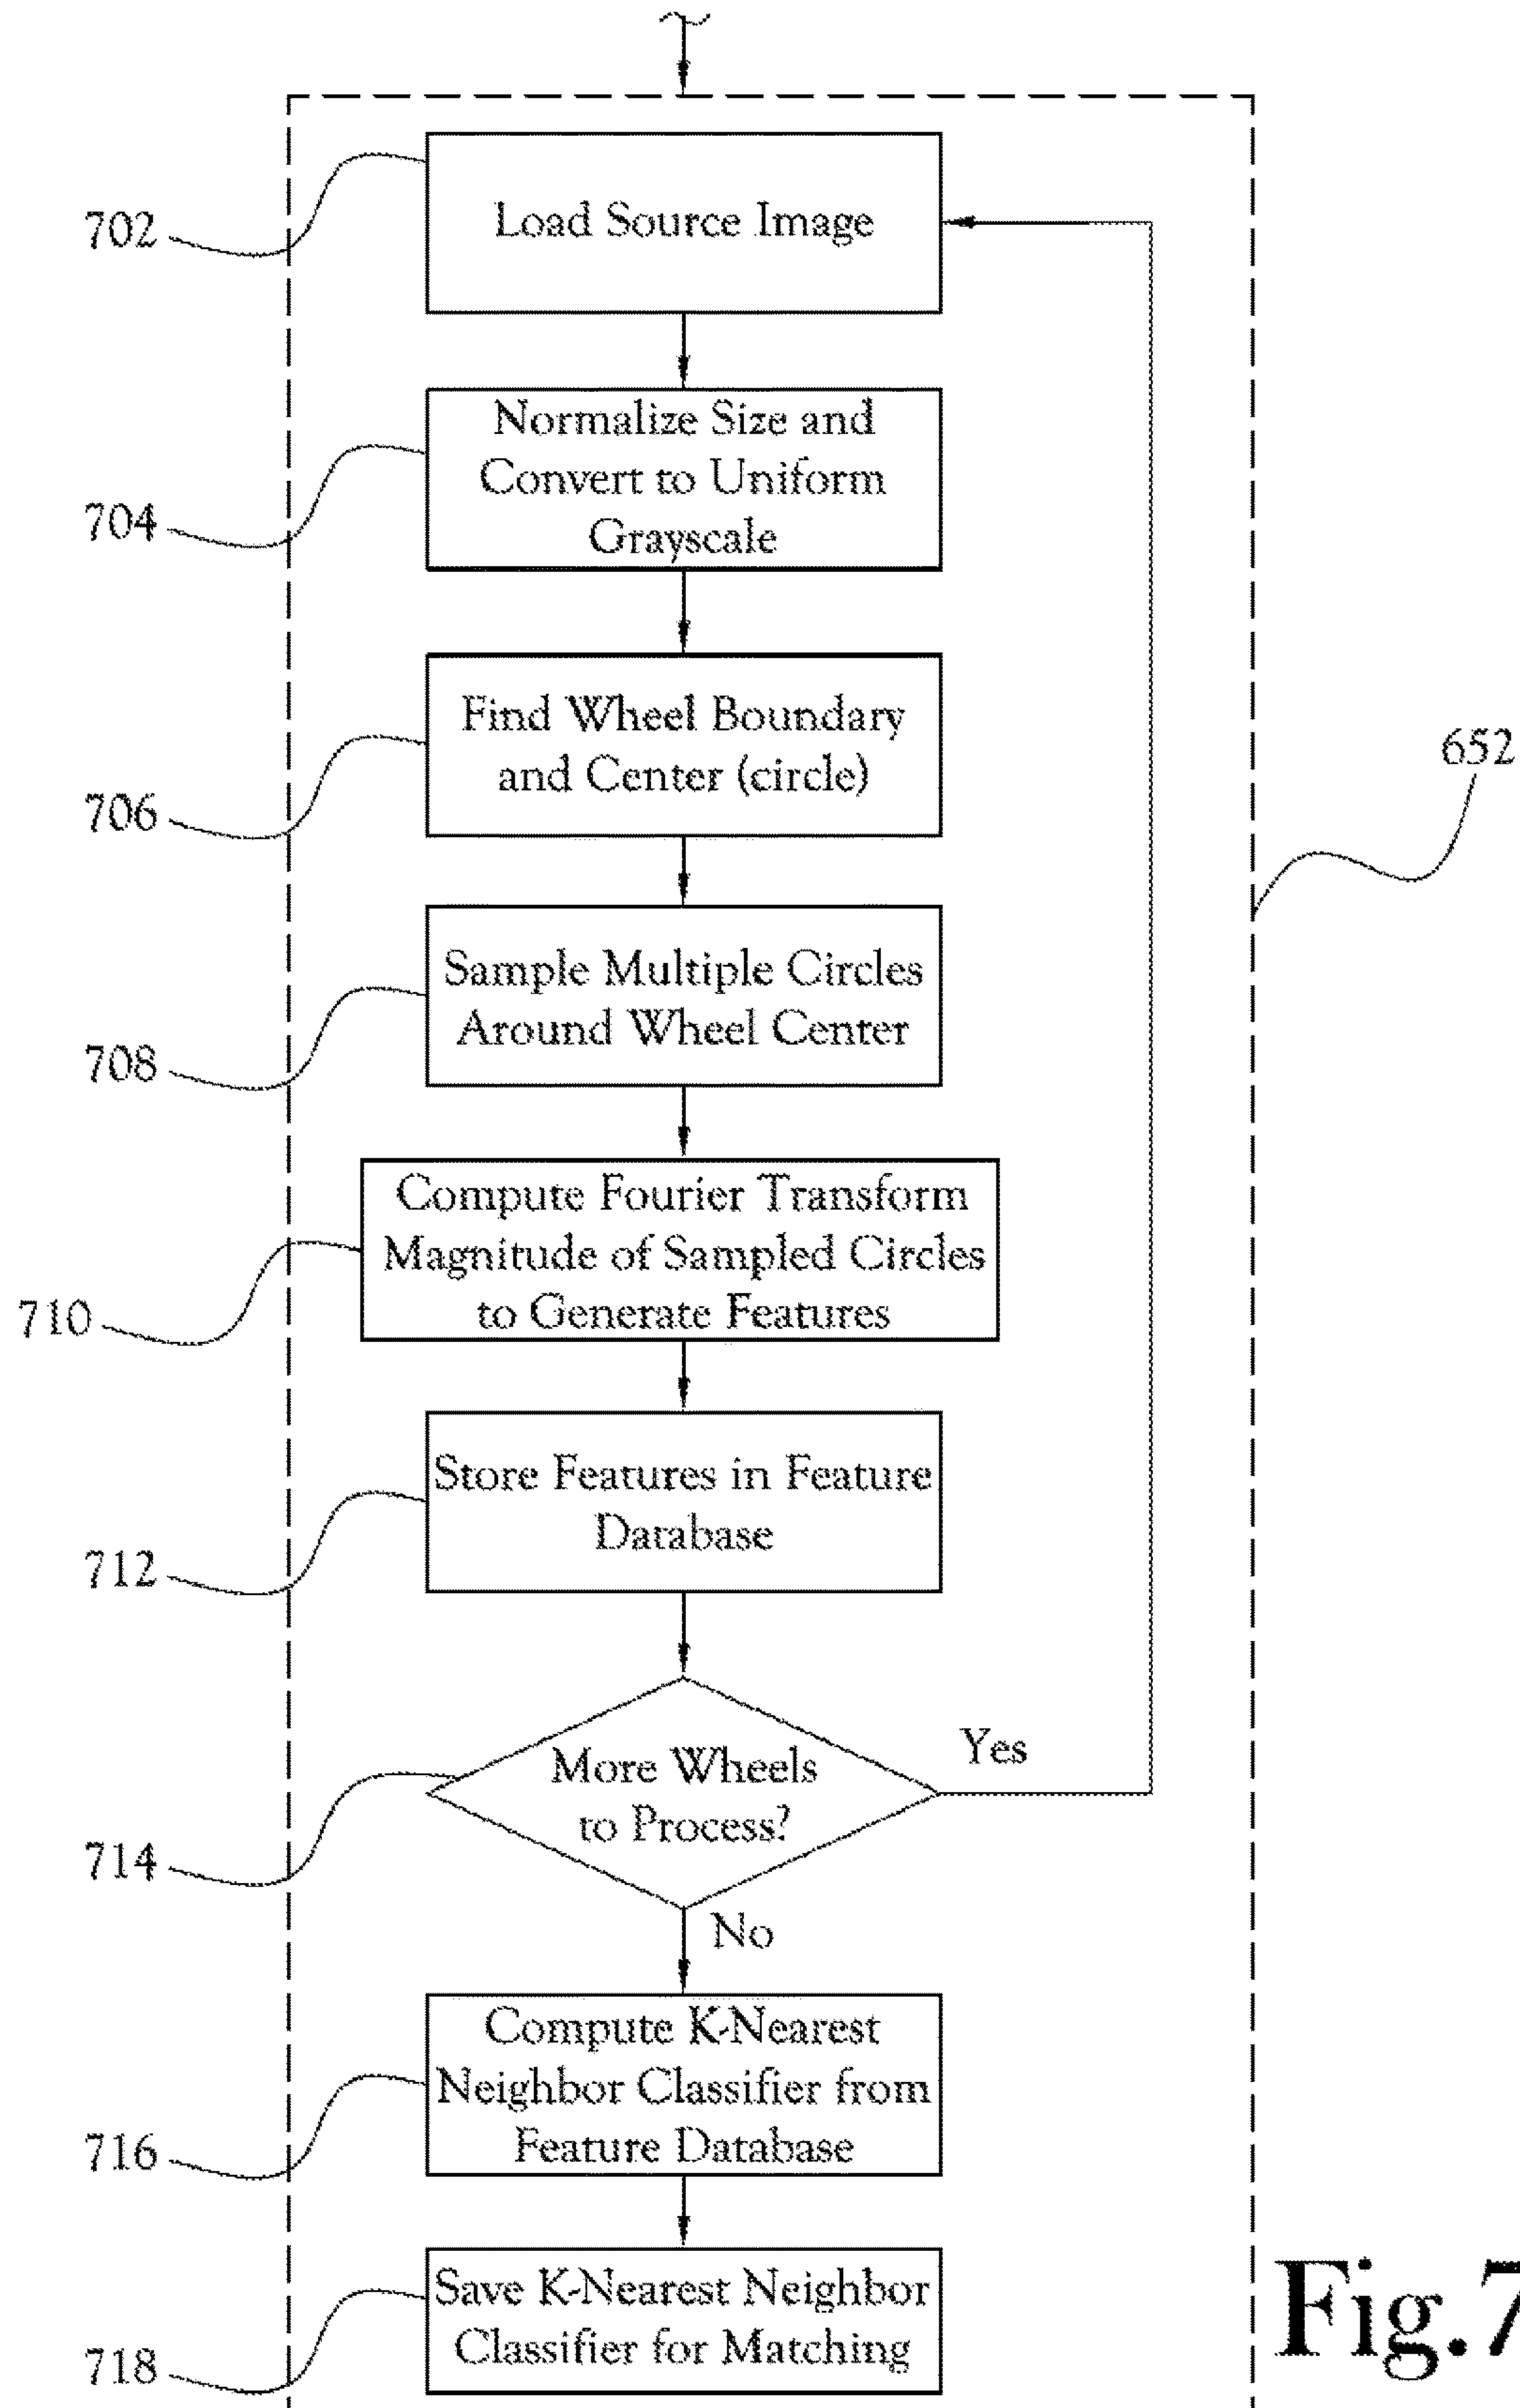 702
Load Source Image
704
Normalize Size and
Convert to Uniform
Grayscale
706
Find Wheel Boundary
and Center (circle)
652
708
Sample Multiple Circles
Around Wheel Center
710
Compute Fourier Transform
Magnitude of Sampled Circles
to Generate Features
712
Store Features in Feature
Database
714
More Wheels
to Process?
Yes
No
716
Compute K-Nearest
Neighbor Classifier from
Feature Database
718
Save K-Nearest Neighbor
Classifier for Matching
Fig.7